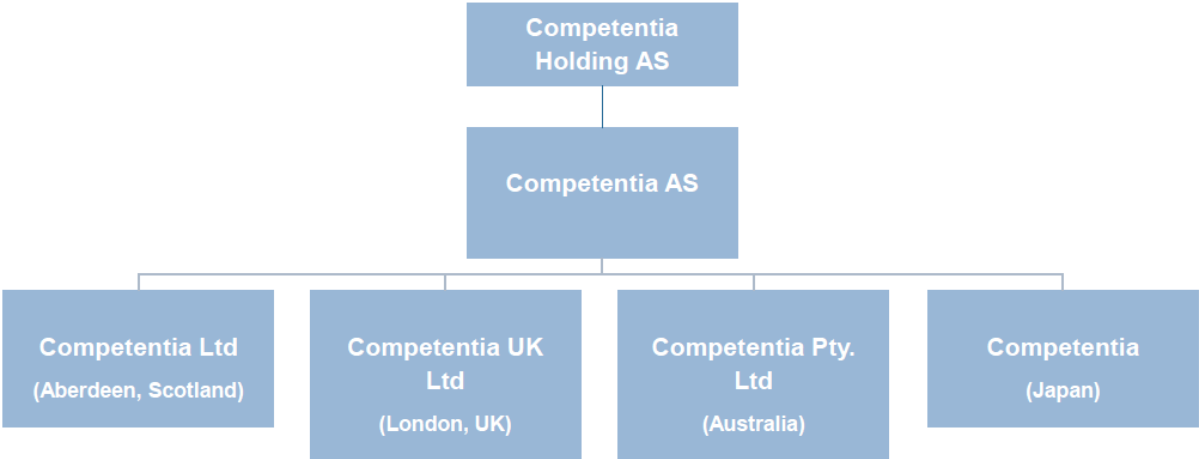 Competentia
Holding AS
Competentia AS
Competentia Ltd
(Aberdeen, Scotland)
Competentia UK
Ltd
(London, UK)
Competentia Pty.
Ltd
(Australia)
Competentia
(Japan)